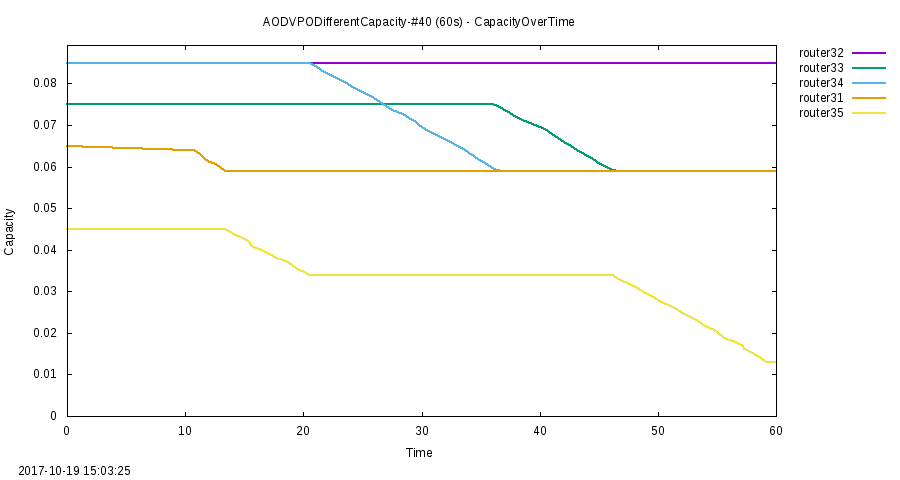 AODVPODifferentCapacity-#40 (60s) - CapacityOverTime
router32
router33
router34
router31
router35
0.08
0.07
0.06
0.05
0.04
0.03
0.02
0.01
0
Capacity
0 10 20 30 40 50 60
Time
2017-10-19 15:03:25